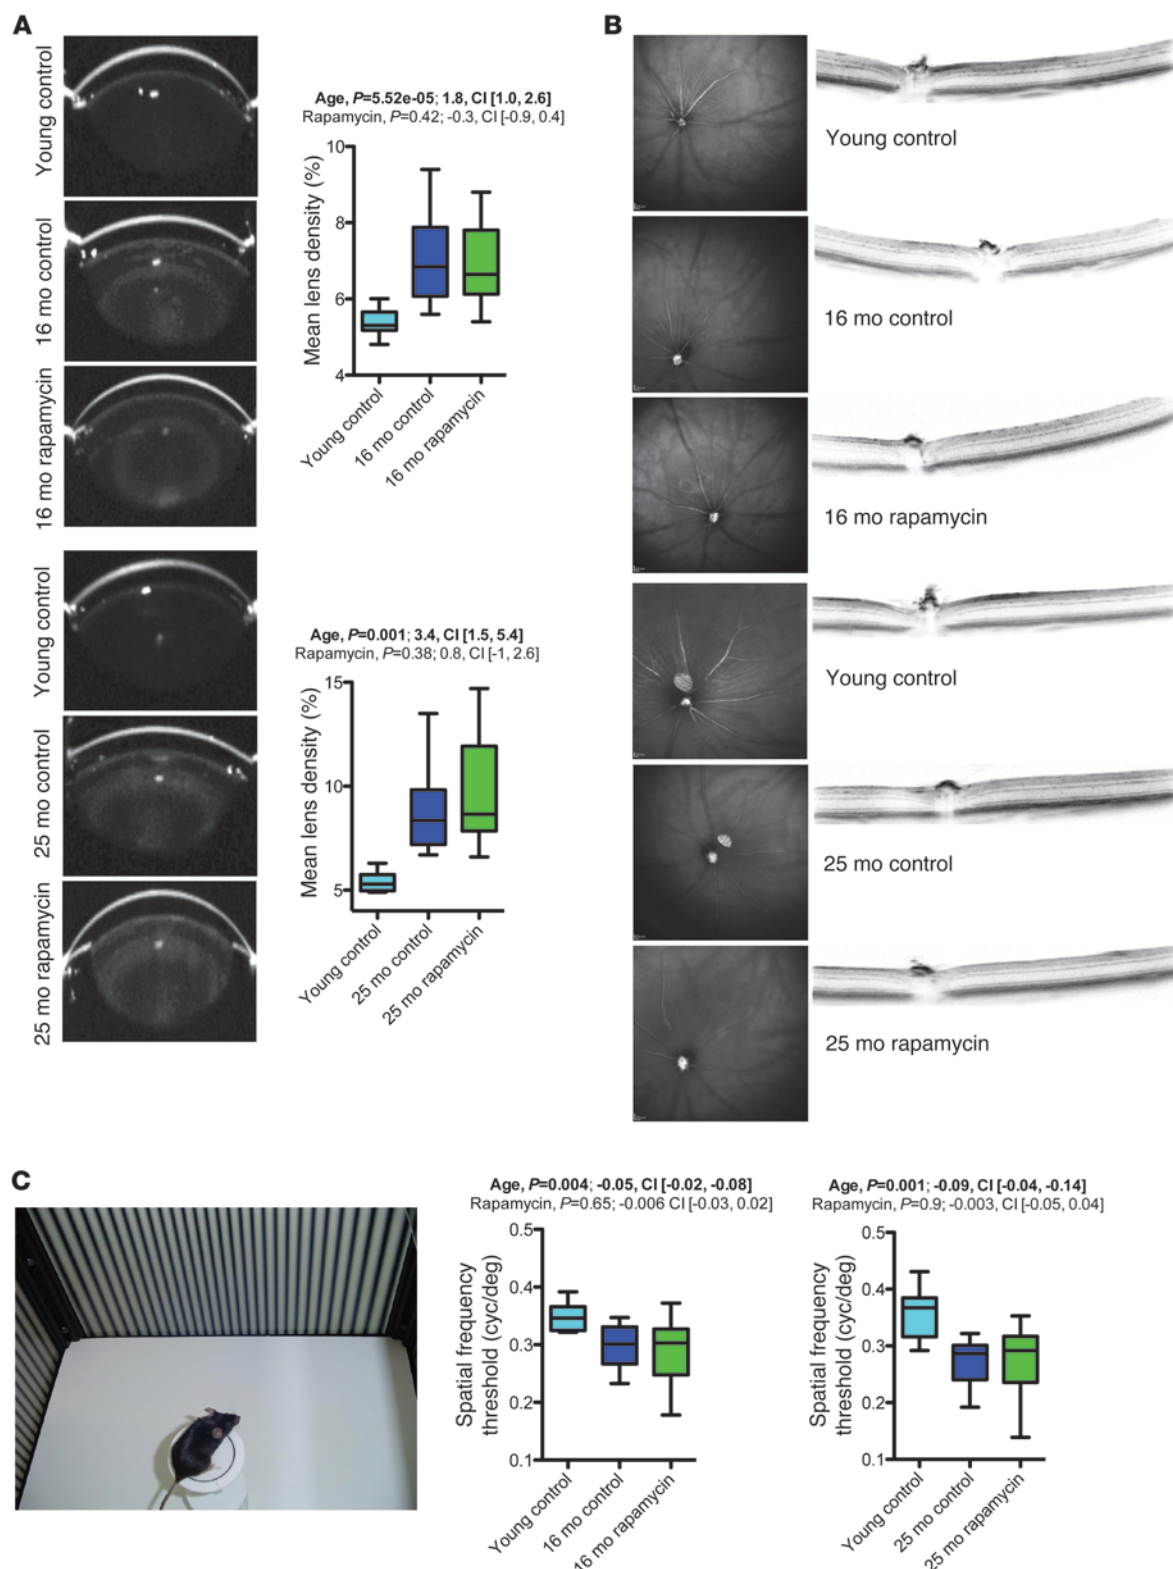 A
Young control
16 mo control
16 mo rapamycin
Age, P=5.52e-05; 1.8, CI [1.0, 2.6]
Rapamycin, P=0.42; -0.3, CI [-0.9, 0.4]
Mean lens density (%)
10
8
6
4
Young control
16 mo control
16 mo rapamycin
Young control
25 mo control
25 mo rapamycin
Age, P=0.001; 3.4, CI [1.5, 5.4]
Rapamycin, P=0.38; 0.8, CI [-1, 2.6]
Mean lens density (%)
15
10
5
Young control
25 mo control
25 mo rapamycin
B
Young control
16 mo control
16 mo rapamycin
Young control
25 mo control
25 mo rapamycin
C
Age, P=0.004; -0.05, CI [-0.02, -0.08]
Rapamycin, P=0.65; -0.006 CI [-0.03, 0.02]
Spatial frequency
threshold (cyc/deg)
0.5
0.4
0.3
0.2
0.1
Young control
16 mo control
16 mo rapamycin
Age, P=0.001; -0.09, CI [-0.04, -0.14]
Rapamycin, P=0.9; -0.003, CI [-0.05, 0.04]
Spatial frequency
threshold (cyc/deg)
0.5
0.4
0.3
0.2
0.1
Young control
25 mo control
25 mo rapamycin